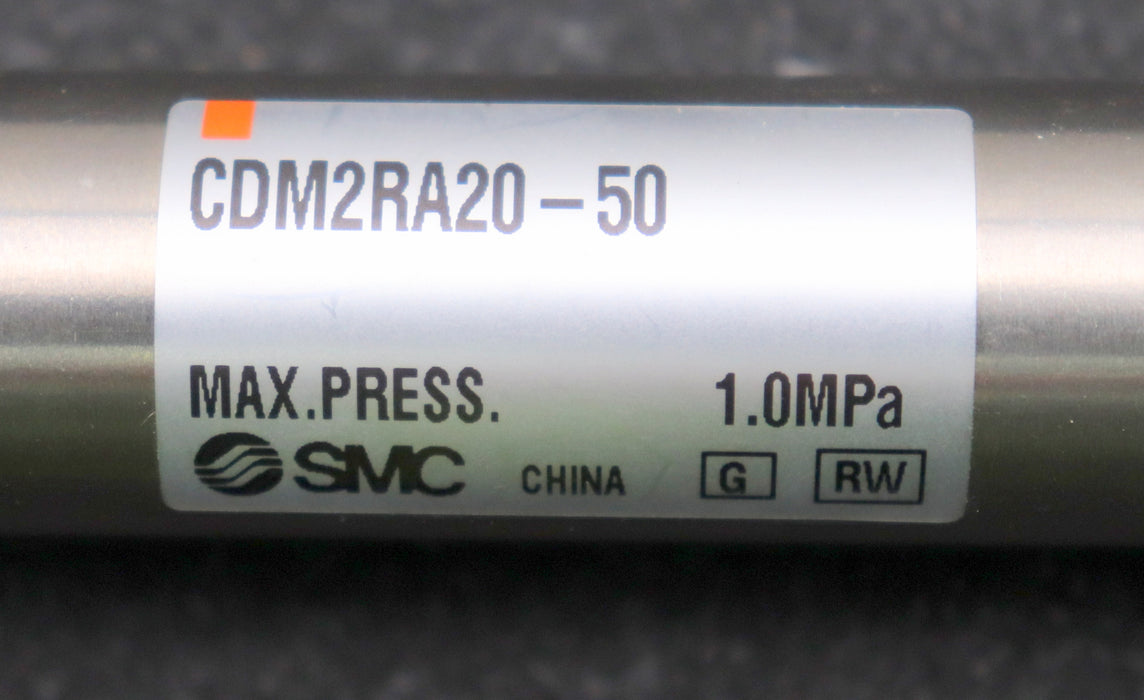 CDM2RA20-50
MAX.PRESS. 1.0MPa
SMC CHINA G RW